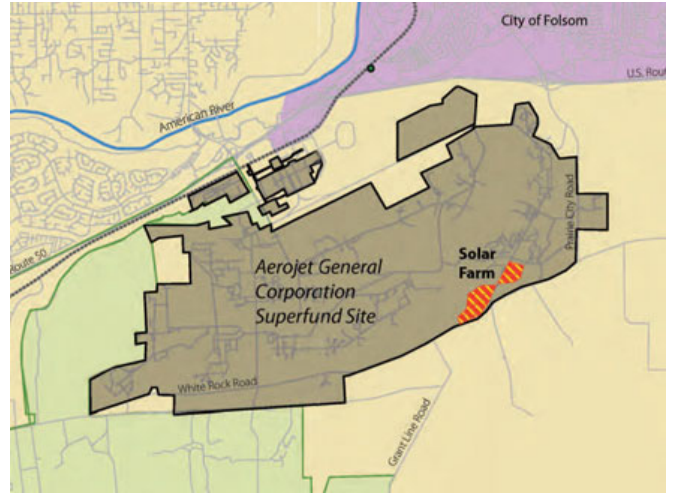 City of Folsom
U.S. Rout
American River
Prairie City Road
Solar
Farm
Aerojet General
Corporation
Superfund Site
Route 50
White Rock Road
Grant Line Road